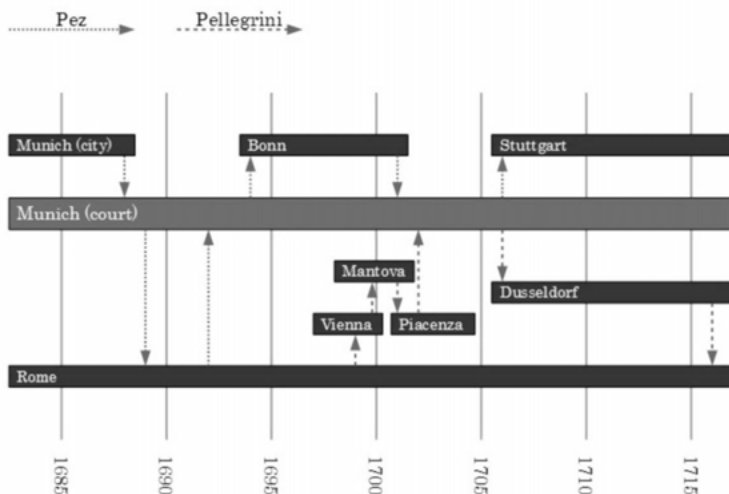 Pez Pellegrini
Munich (city) Bonn Stuttgart
Munich (court)
Mantova
Dusseldorf
Vienna Piacenza
Rome
1685 1690 1695 1700 1705 1710 1715